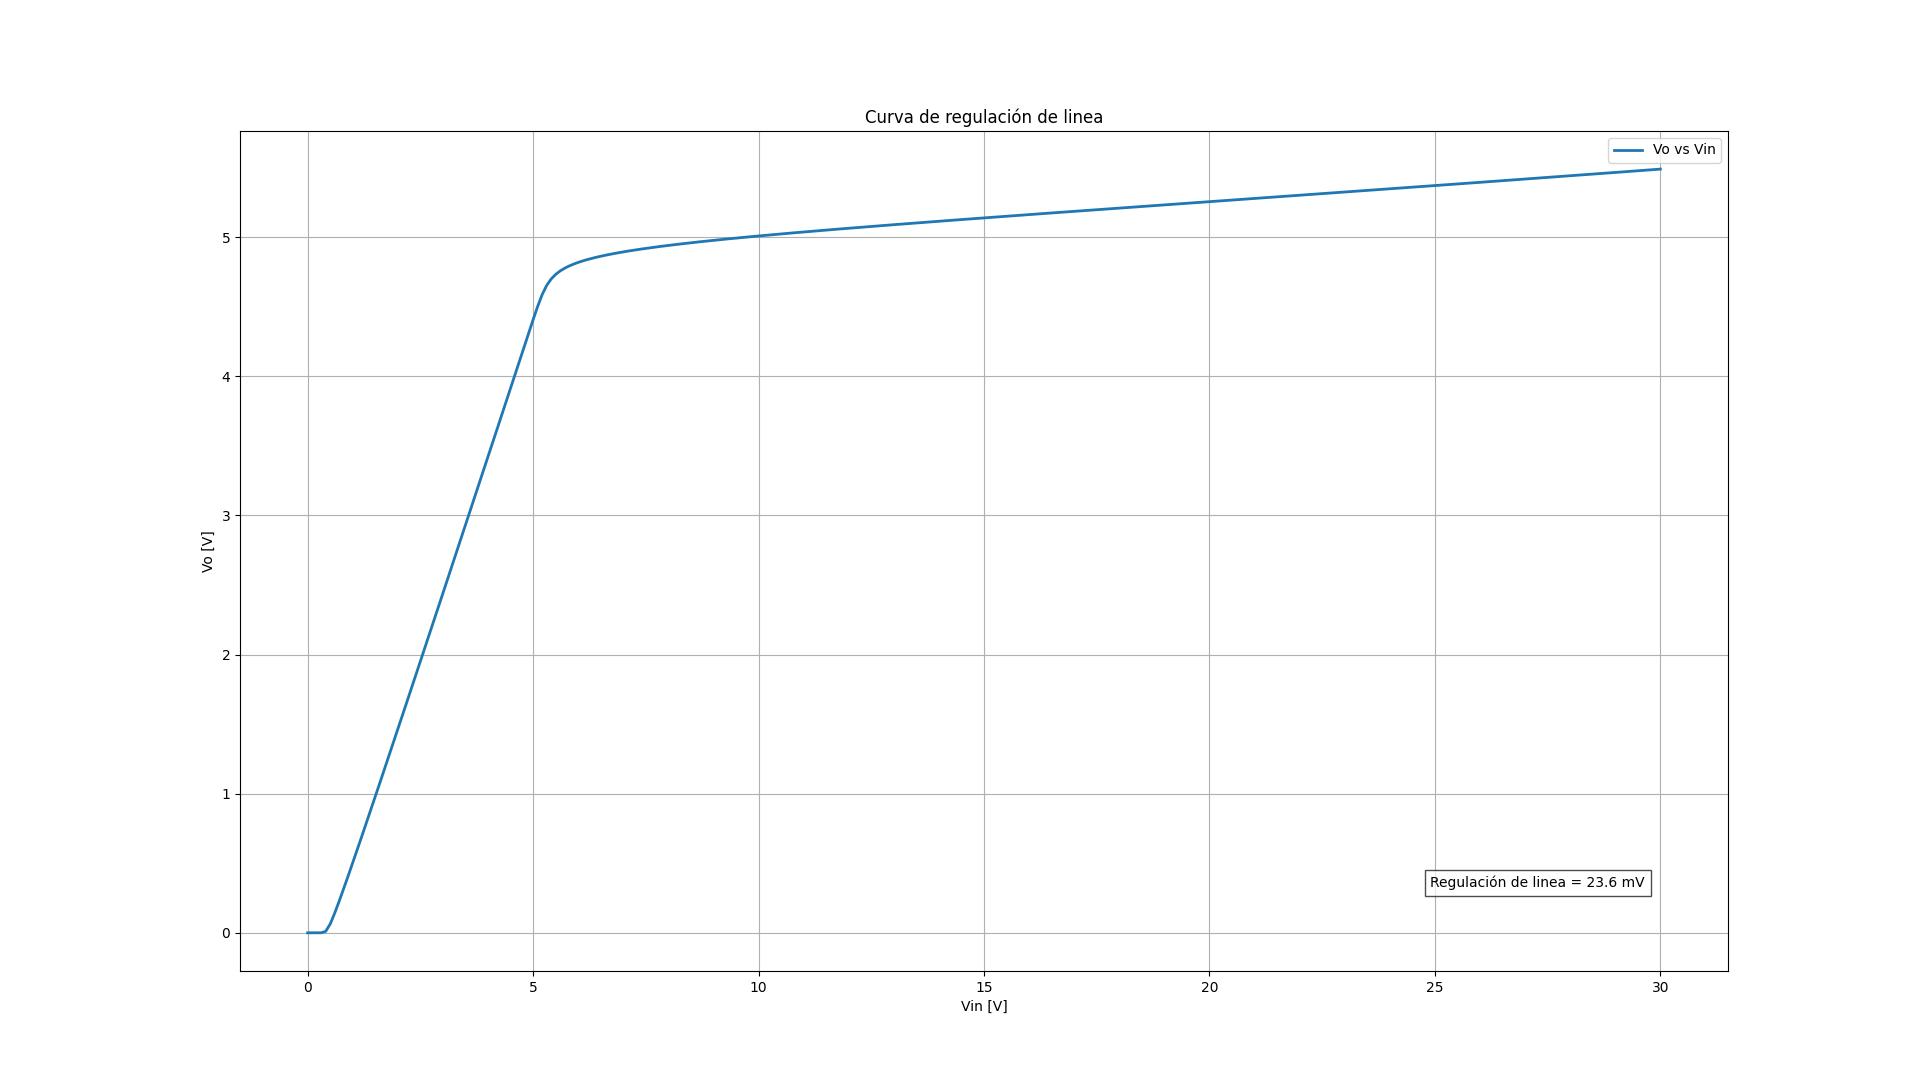 Curva de regulación de linea
Vo vs Vin
5
4
3
2
1
0
Vo [V]
Regulación de linea = 23.6 mV
0 5 10 15 20 25 30
Vin [V]